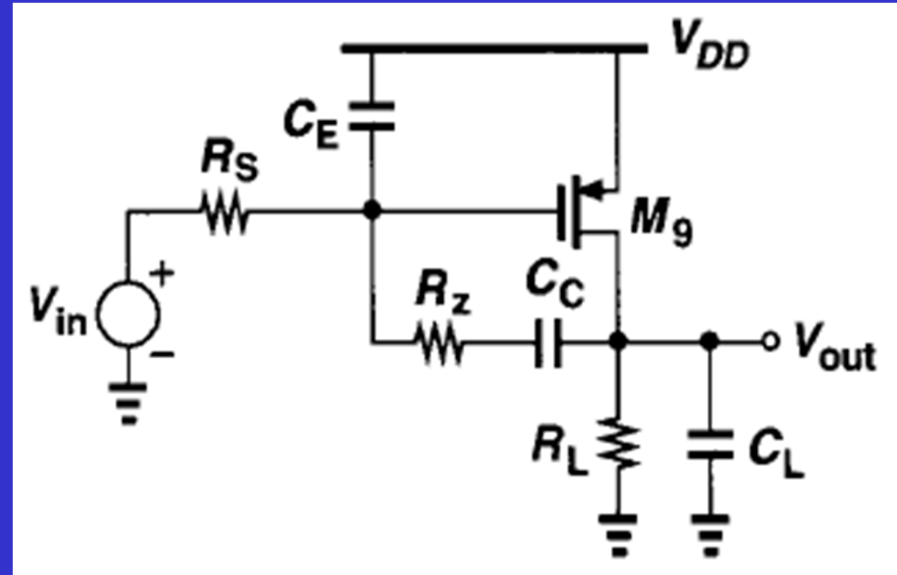 V_DD
C_E
R_S
M_9
V_in
+
−
R_z
C_C
V_out
R_L
C_L